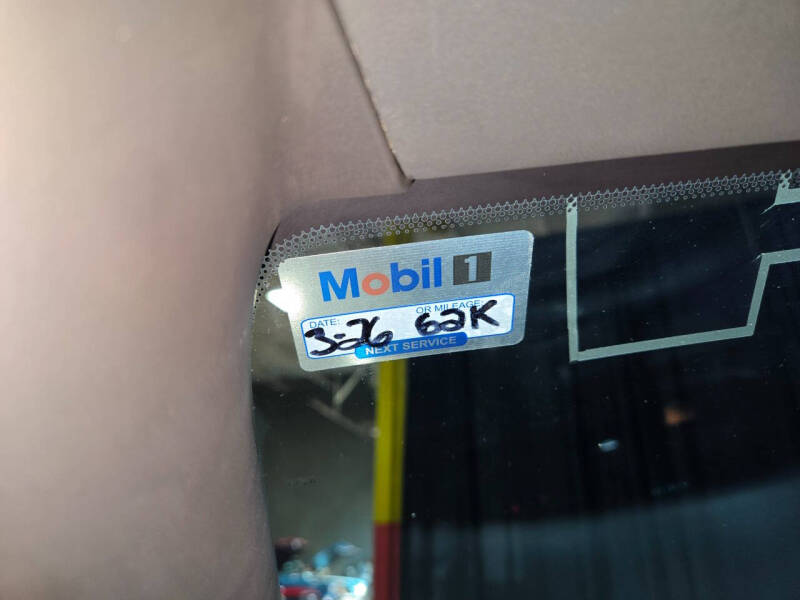 Mobil 1
DATE: OR MILEAGE:
3-26 62K
NEXT SERVICE